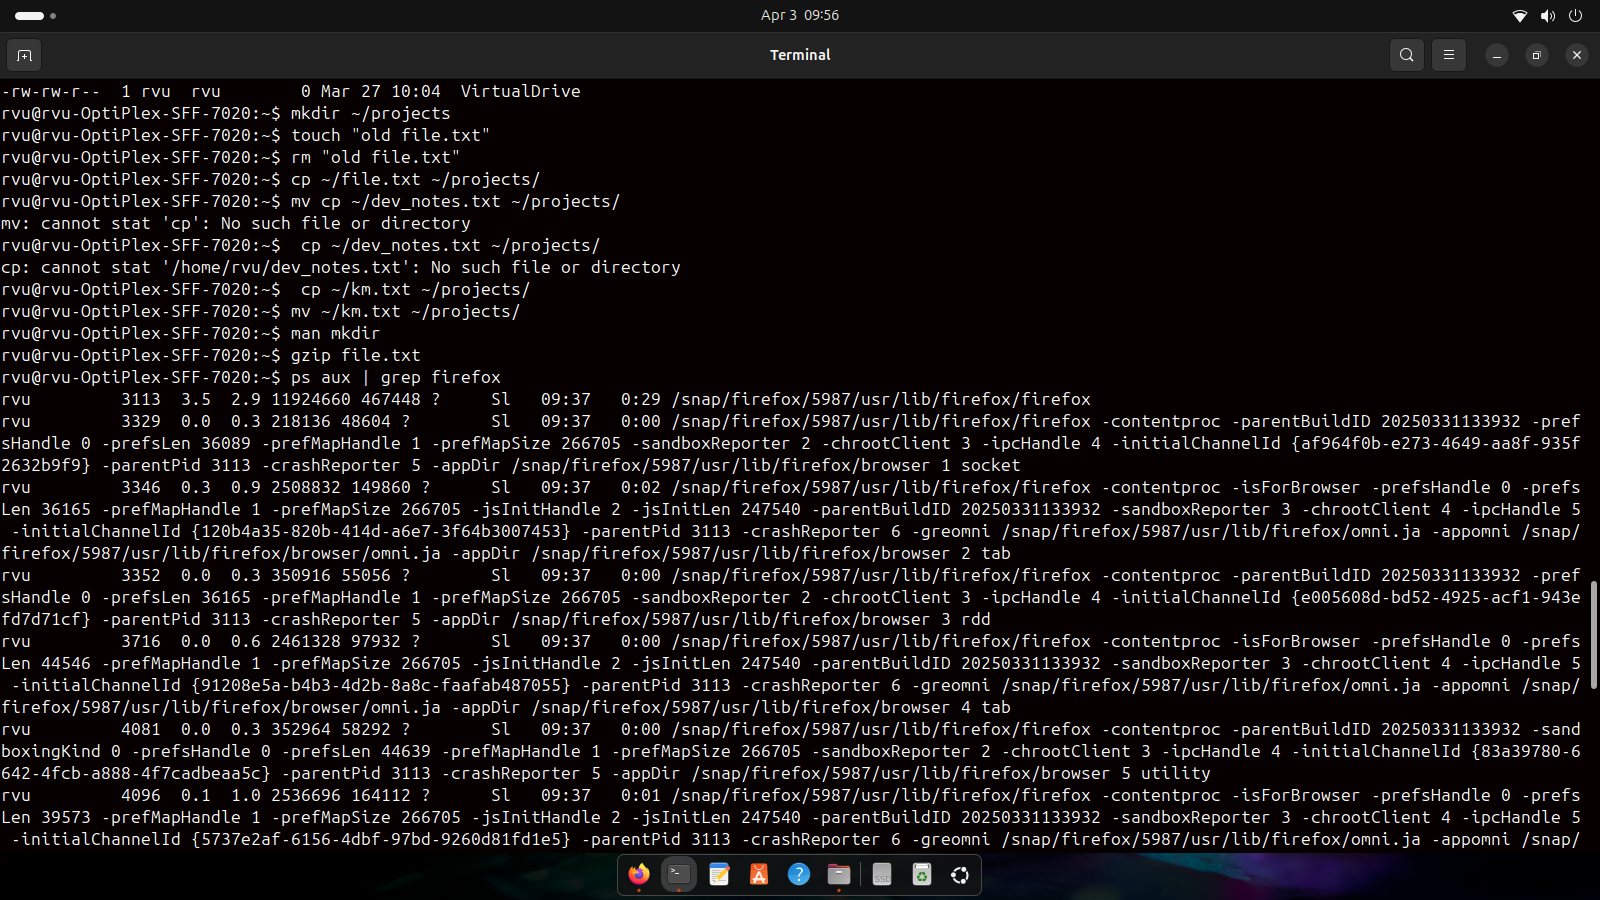 Apr 3 09:56
Terminal
-rw-rw-r-- 1 rvu rvu 0 Mar 27 10:04 VirtualDrive
rvu@rvu-OptiPlex-SFF-7020:~$ mkdir ~/projects
rvu@rvu-OptiPlex-SFF-7020:~$ touch "old file.txt"
rvu@rvu-OptiPlex-SFF-7020:~$ rm "old file.txt"
rvu@rvu-OptiPlex-SFF-7020:~$ cp ~/file.txt ~/projects/
rvu@rvu-OptiPlex-SFF-7020:~$ mv cp ~/dev_notes.txt ~/projects/
mv: cannot stat 'cp': No such file or directory
rvu@rvu-OptiPlex-SFF-7020:~$  cp ~/dev_notes.txt ~/projects/
cp: cannot stat '/home/rvu/dev_notes.txt': No such file or directory
rvu@rvu-OptiPlex-SFF-7020:~$  cp ~/km.txt ~/projects/
rvu@rvu-OptiPlex-SFF-7020:~$ mv ~/km.txt ~/projects/
rvu@rvu-OptiPlex-SFF-7020:~$ man mkdir
rvu@rvu-OptiPlex-SFF-7020:~$ gzip file.txt
rvu@rvu-OptiPlex-SFF-7020:~$ ps aux | grep firefox
rvu 3113 3.5 2.9 11924660 467448 ? Sl 09:37 0:29 /snap/firefox/5987/usr/lib/firefox/firefox
rvu 3329 0.0 0.3 218136 48604 ? Sl 09:37 0:00 /snap/firefox/5987/usr/lib/firefox/firefox -contentproc -parentBuildID 20250331133932 -pref
sHandle 0 -prefsLen 36089 -prefMapHandle 1 -prefMapSize 266705 -sandboxReporter 2 -chrootClient 3 -ipcHandle 4 -initialChannelId {af964f0b-e273-4649-aa8f-935f
2632b9f9} -parentPid 3113 -crashReporter 5 -appDir /snap/firefox/5987/usr/lib/firefox/browser 1 socket
rvu 3346 0.3 0.9 2508832 149860 ? Sl 09:37 0:02 /snap/firefox/5987/usr/lib/firefox/firefox -contentproc -isForBrowser -prefsHandle 0 -prefs
Len 36165 -prefMapHandle 1 -prefMapSize 266705 -jsInitHandle 2 -jsInitLen 247540 -parentBuildID 20250331133932 -sandboxReporter 3 -chrootClient 4 -ipcHandle 5
-initialChannelId {120b4a35-820b-414d-a6e7-3f64b3007453} -parentPid 3113 -crashReporter 6 -greomni /snap/firefox/5987/usr/lib/firefox/omni.ja -appomni /snap/
firefox/5987/usr/lib/firefox/browser/omni.ja -appDir /snap/firefox/5987/usr/lib/firefox/browser 2 tab
rvu 3352 0.0 0.3 350916 55056 ? Sl 09:37 0:00 /snap/firefox/5987/usr/lib/firefox/firefox -contentproc -parentBuildID 20250331133932 -pref
sHandle 0 -prefsLen 36165 -prefMapHandle 1 -prefMapSize 266705 -sandboxReporter 2 -chrootClient 3 -ipcHandle 4 -initialChannelId {e005608d-bd52-4925-acf1-943e
fd7d71cf} -parentPid 3113 -crashReporter 5 -appDir /snap/firefox/5987/usr/lib/firefox/browser 3 rdd
rvu 3716 0.0 0.6 2461328 97932 ? Sl 09:37 0:00 /snap/firefox/5987/usr/lib/firefox/firefox -contentproc -isForBrowser -prefsHandle 0 -prefs
Len 44546 -prefMapHandle 1 -prefMapSize 266705 -jsInitHandle 2 -jsInitLen 247540 -parentBuildID 20250331133932 -sandboxReporter 3 -chrootClient 4 -ipcHandle 5
-initialChannelId {91208e5a-b4b3-4d2b-8a8c-faafab487055} -parentPid 3113 -crashReporter 6 -greomni /snap/firefox/5987/usr/lib/firefox/omni.ja -appomni /snap/
firefox/5987/usr/lib/firefox/browser/omni.ja -appDir /snap/firefox/5987/usr/lib/firefox/browser 4 tab
rvu 4081 0.0 0.3 352964 58292 ? Sl 09:37 0:00 /snap/firefox/5987/usr/lib/firefox/firefox -contentproc -parentBuildID 20250331133932 -sand
boxingKind 0 -prefsHandle 0 -prefsLen 44639 -prefMapHandle 1 -prefMapSize 266705 -sandboxReporter 2 -chrootClient 3 -ipcHandle 4 -initialChannelId {83a39780-6
642-4fcb-a888-4f7cadbeaa5c} -parentPid 3113 -crashReporter 5 -appDir /snap/firefox/5987/usr/lib/firefox/browser 5 utility
rvu 4096 0.1 1.0 2536696 164112 ? Sl 09:37 0:01 /snap/firefox/5987/usr/lib/firefox/firefox -contentproc -isForBrowser -prefsHandle 0 -prefs
Len 39573 -prefMapHandle 1 -prefMapSize 266705 -jsInitHandle 2 -jsInitLen 247540 -parentBuildID 20250331133932 -sandboxReporter 3 -chrootClient 4 -ipcHandle 5
-initialChannelId {5737e2af-6156-4dbf-97bd-9260d81fd1e5} -parentPid 3113 -crashReporter 6 -greomni /snap/firefox/5987/usr/lib/firefox/omni.ja -appomni /snap/
SSD